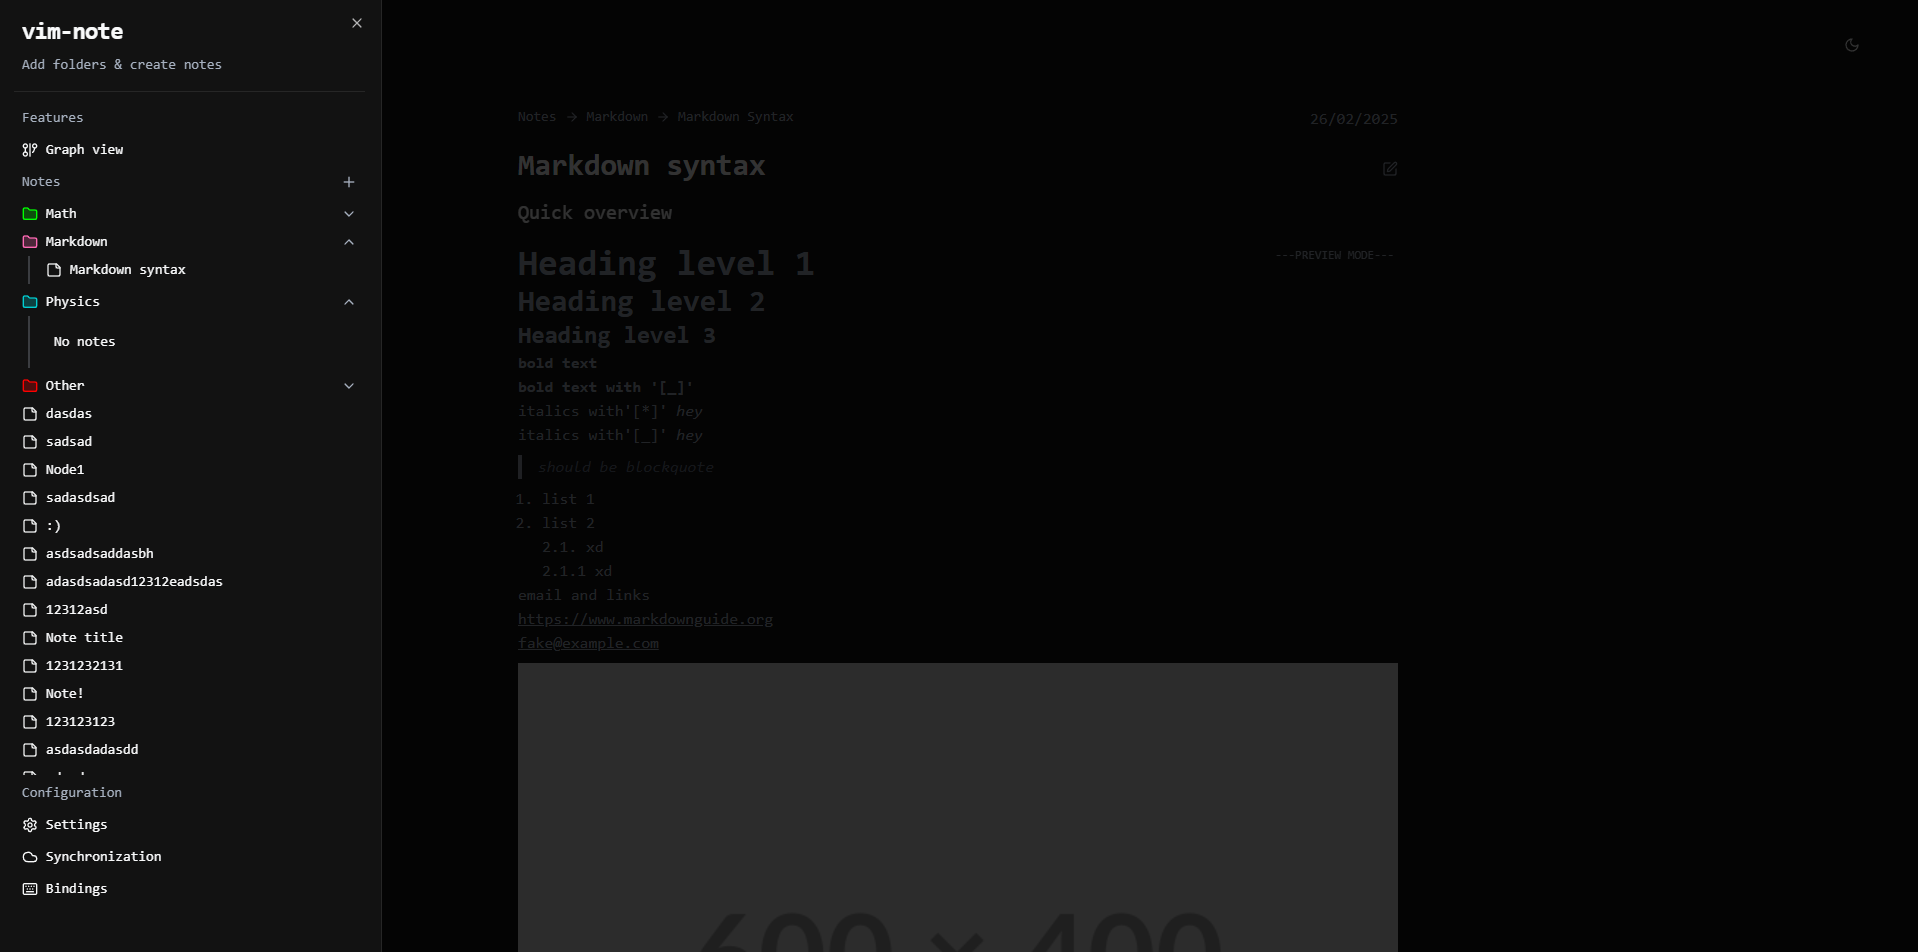 vim-note
Add folders & create notes
Features
Graph view
Notes
Math
Markdown
Markdown syntax
Physics
No notes
Other
dasdas
sadsad
Node1
sadasdsad
:)
asdsadsaddasbh
adasdsadasd12312eadsdas
12312asd
Note title
1231232131
Note!
123123123
asdasdadasdd
Configuration
Settings
Synchronization
Bindings
Notes → Markdown → Markdown Syntax
26/02/2025
Markdown syntax
Quick overview
---PREVIEW MODE---
Heading level 1
Heading level 2
Heading level 3
bold text
bold text with '[_]'
italics with'[*]' hey
italics with'[_]' hey
should be blockquote
1. list 1
2. list 2
2.1. xd
2.1.1 xd
email and links
https://www.markdownguide.org
fake@example.com
600 × 400